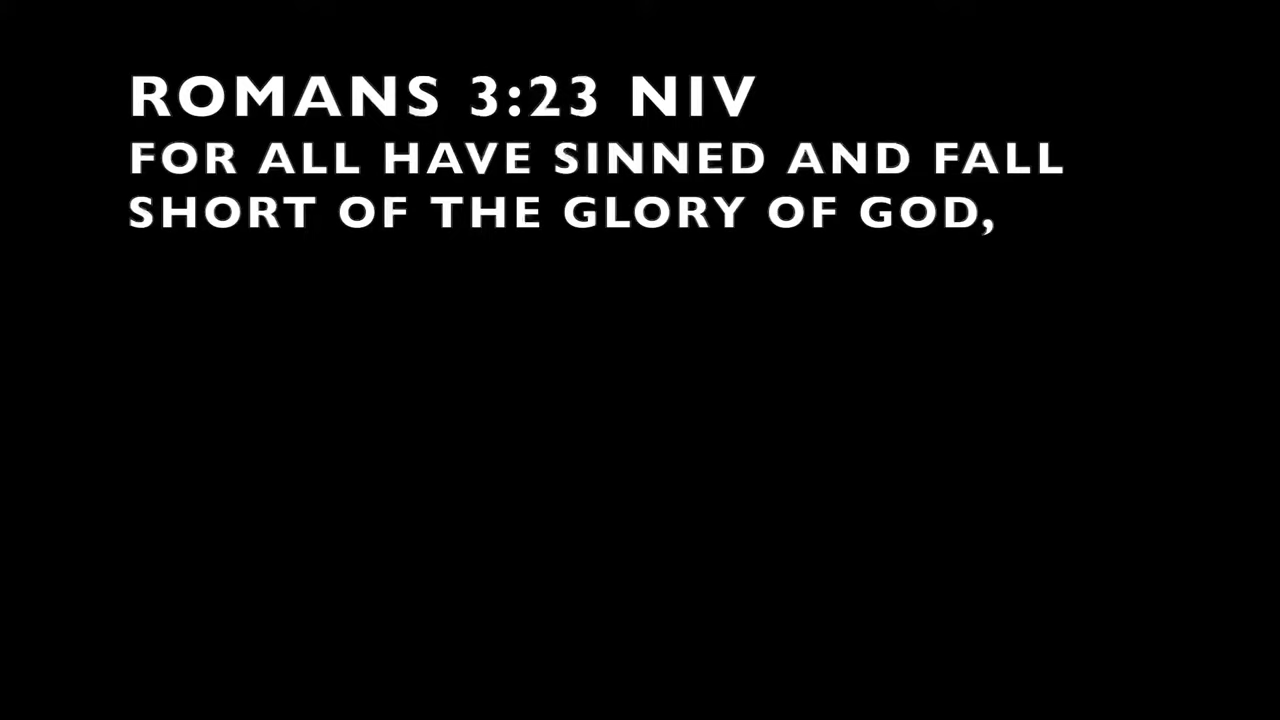 ROMANS 3:23 NIV
FOR ALL HAVE SINNED AND FALL
SHORT OF THE GLORY OF GOD,